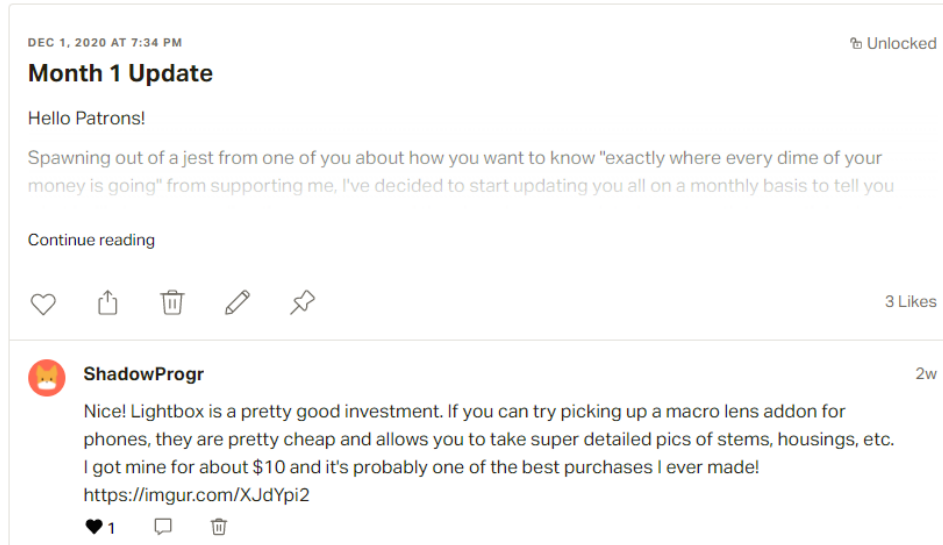 DEC 1, 2020 AT 7:34 PM
Unlocked
Month 1 Update
Hello Patrons!
Spawning out of a jest from one of you about how you want to know "exactly where every dime of your
money is going" from supporting me, I've decided to start updating you all on a monthly basis to tell you
Continue reading
3 Likes
ShadowProgr
2w
Nice! Lightbox is a pretty good investment. If you can try picking up a macro lens addon for
phones, they are pretty cheap and allows you to take super detailed pics of stems, housings, etc.
I got mine for about $10 and it's probably one of the best purchases I ever made!
https://imgur.com/XJdYpi2
1